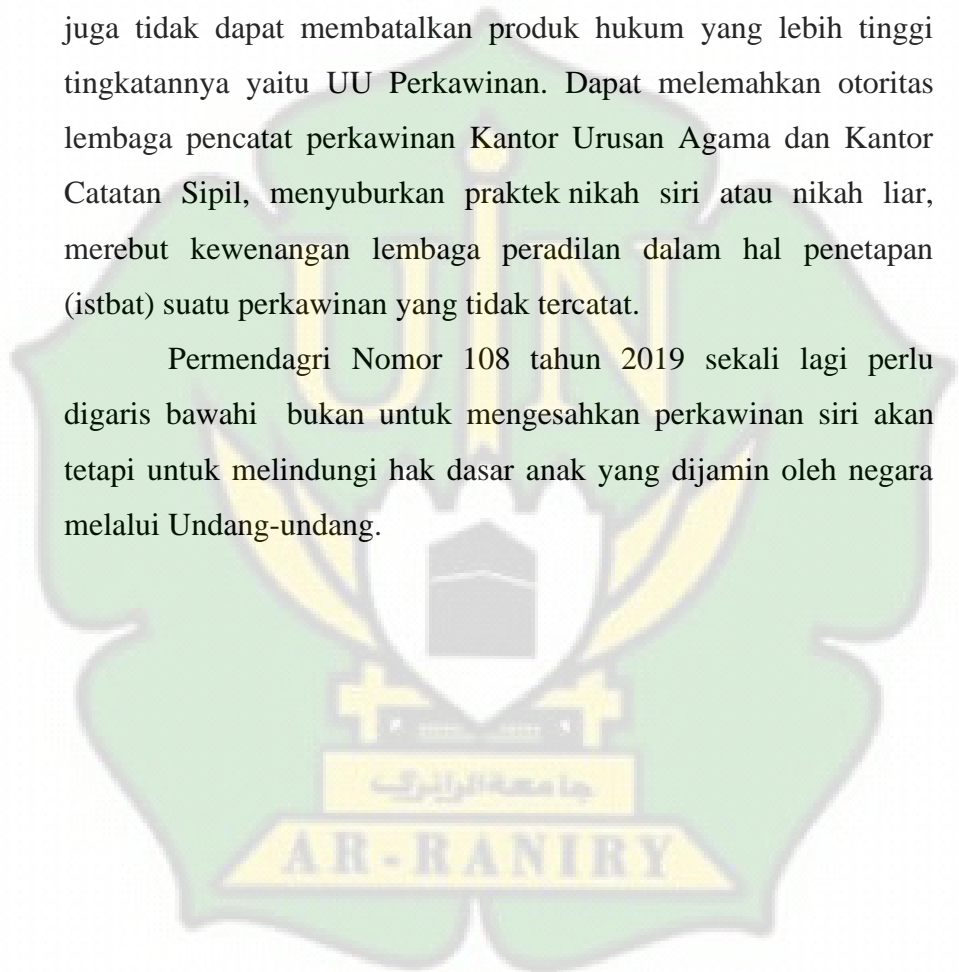 juga tidak dapat membatalkan produk hukum yang lebih tinggi
tingkatannya yaitu UU Perkawinan. Dapat melemahkan otoritas
lembaga pencatat perkawinan Kantor Urusan Agama dan Kantor
Catatan Sipil, menyuburkan praktek nikah siri atau nikah liar,
merebut kewenangan lembaga peradilan dalam hal penetapan
(istbat) suatu perkawinan yang tidak tercatat.
Permendagri Nomor 108 tahun 2019 sekali lagi perlu
digaris bawahi bukan untuk mengesahkan perkawinan siri akan
tetapi untuk melindungi hak dasar anak yang dijamin oleh negara
melalui Undang-undang.
UIN
جامعة الرانري
AR-RANIRY